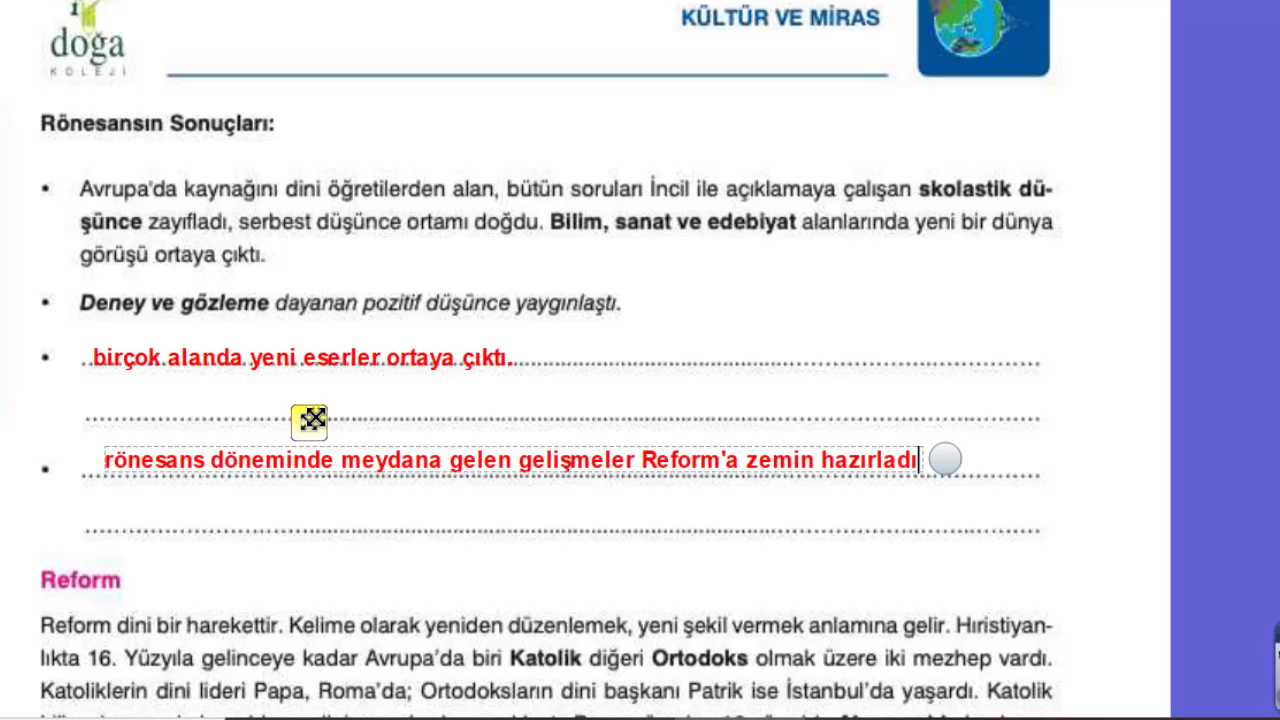 KÜLTÜR VE MİRAS
doğa
KOLEJİ
Rönesansın Sonuçları:
• Avrupa'da kaynağını dini öğretilerden alan, bütün soruları İncil ile açıklamaya çalışan skolastik dü-
şünce zayıfladı, serbest düşünce ortamı doğdu. Bilim, sanat ve edebiyat alanlarında yeni bir dünya
görüşü ortaya çıktı.
• Deney ve gözleme dayanan pozitif düşünce yaygınlaştı.
• birçok alanda yeni eserler ortaya çıktı.
• rönesans döneminde meydana gelen gelişmeler Reform'a zemin hazırladı
Reform
Reform dini bir harekettir. Kelime olarak yeniden düzenlemek, yeni şekil vermek anlamına gelir. Hıristiyan-
lıkta 16. Yüzyıla gelinceye kadar Avrupa'da biri Katolik diğeri Ortodoks olmak üzere iki mezhep vardı.
Katoliklerin dini lideri Papa, Roma'da; Ortodoksların dini başkanı Patrik ise İstanbul'da yaşardı. Katolik